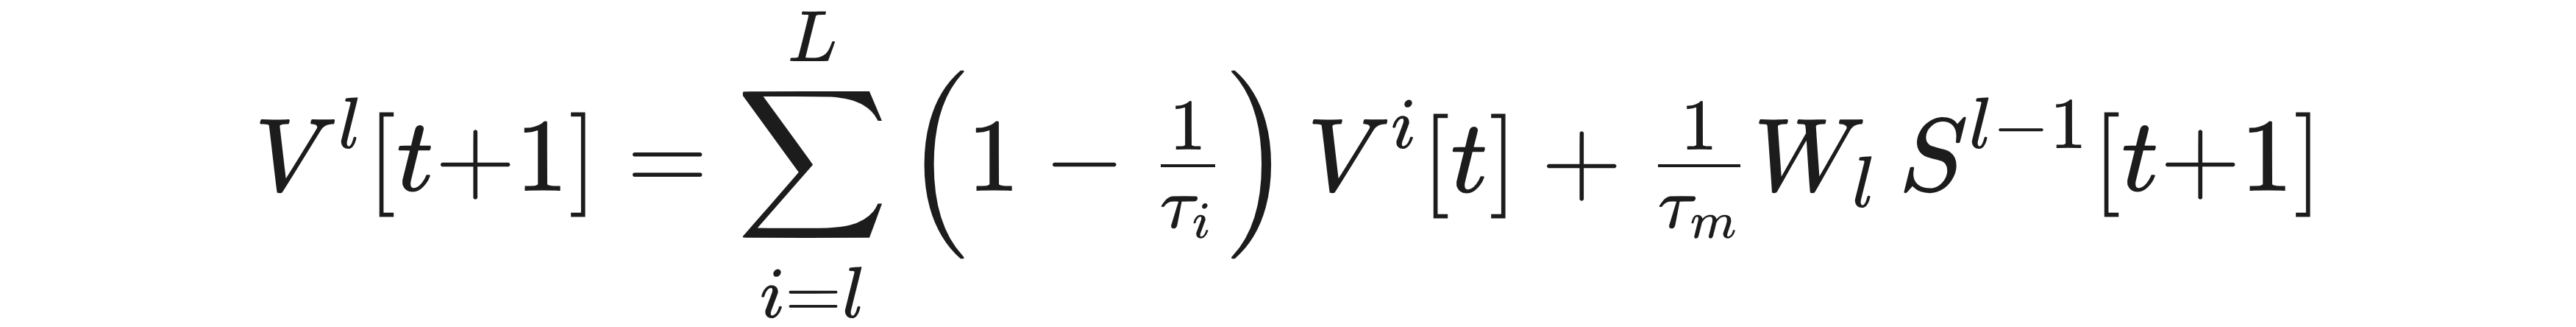 V^l[t+1] = \sum_{i=l}^{L} \left(1 - \frac{1}{\tau_i}\right) V^i[t] + \frac{1}{\tau_m} W_l S^{l-1}[t+1]